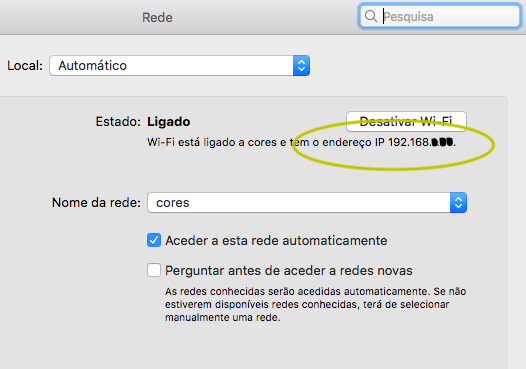 Rede
Pesquisa
Local: Automático
Estado: Ligado
Desativar Wi-Fi
Wi-Fi está ligado a cores e tem o endereço IP 192.168.
Nome da rede: cores
Aceder a esta rede automaticamente
Perguntar antes de aceder a redes novas
As redes conhecidas serão acedidas automaticamente. Se não
estiverem disponíveis redes conhecidas, terá de selecionar
manualmente uma rede.